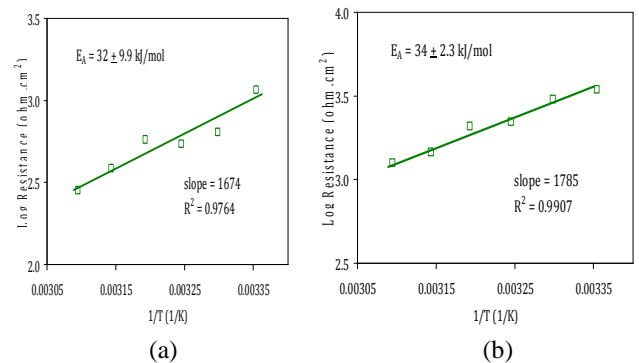 3.5
E_A = 32 ± 9.9 kJ/mol
3.0
2.5
slope = 1674
R² = 0.9764
2.0
0.00305 0.00315 0.00325 0.00335
1/T (1/K)
Log Resistance (ohm.cm²)
(a)
4.0
E_A = 34 ± 2.3 kJ/mol
3.5
3.0
slope = 1785
R² = 0.9907
2.5
0.00305 0.00315 0.00325 0.00335
1/T (1/K)
Log Resistance (ohm.cm²)
(b)